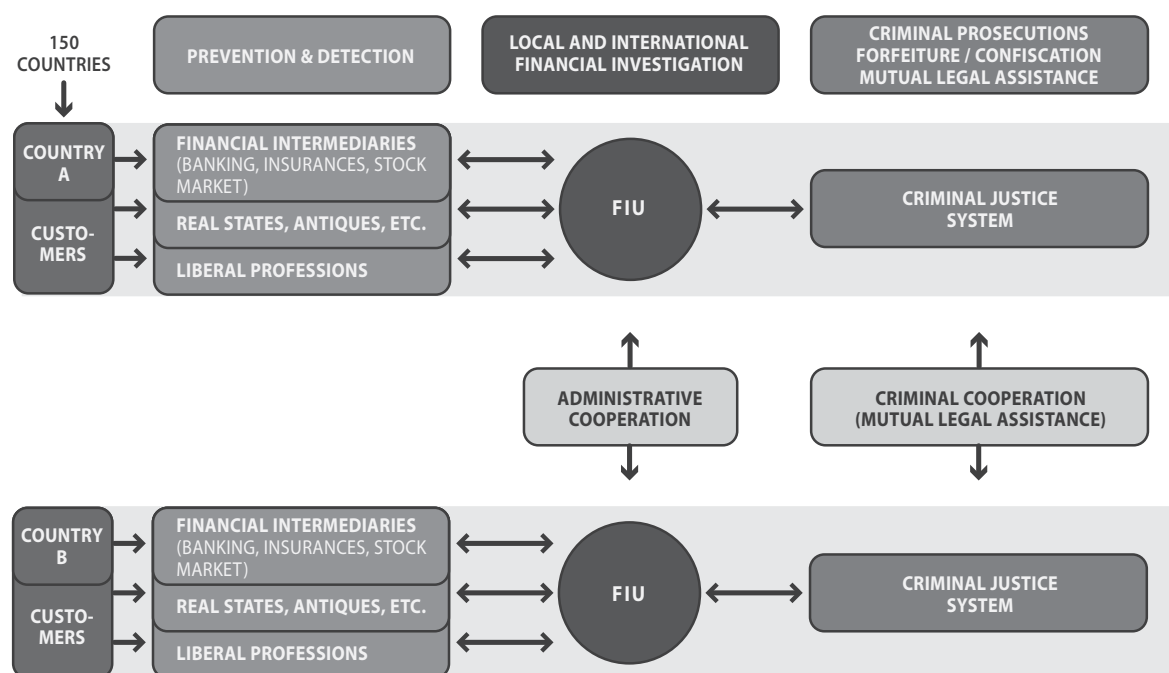 150
COUNTRIES
PREVENTION & DETECTION
LOCAL AND INTERNATIONAL
FINANCIAL INVESTIGATION
CRIMINAL PROSECUTIONS
FORFEITURE / CONFISCATION
MUTUAL LEGAL ASSISTANCE
COUNTRY
A
CUSTO-
MERS
FINANCIAL INTERMEDIARIES
(BANKING, INSURANCES, STOCK
MARKET)
REAL STATES, ANTIQUES, ETC.
LIBERAL PROFESSIONS
FIU
CRIMINAL JUSTICE
SYSTEM
ADMINISTRATIVE
COOPERATION
CRIMINAL COOPERATION
(MUTUAL LEGAL ASSISTANCE)
COUNTRY
B
CUSTO-
MERS
FINANCIAL INTERMEDIARIES
(BANKING, INSURANCES, STOCK
MARKET)
REAL STATES, ANTIQUES, ETC.
LIBERAL PROFESSIONS
FIU
CRIMINAL JUSTICE
SYSTEM